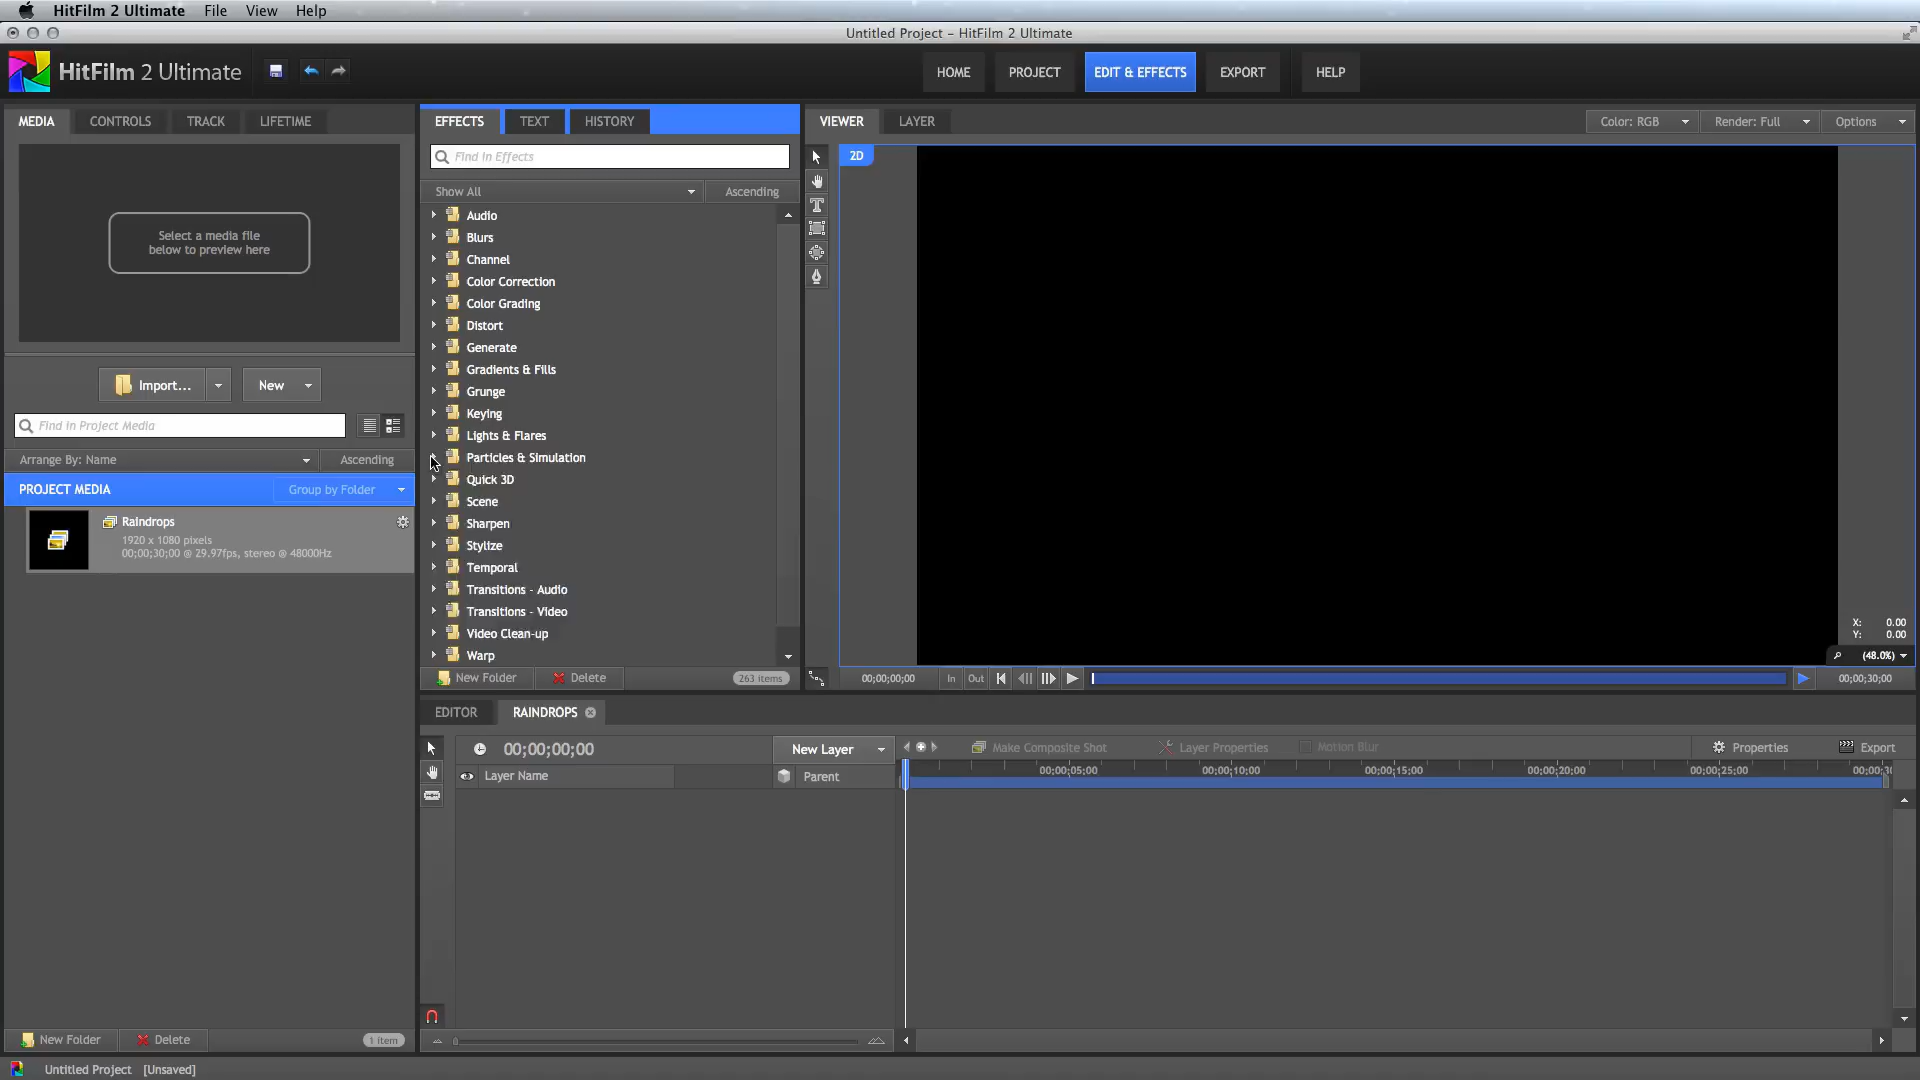 HitFilm 2 Ultimate File View Help
Untitled Project – HitFilm 2 Ultimate
HitFilm 2 Ultimate
HOME PROJECT EDIT & EFFECTS EXPORT HELP
MEDIA CONTROLS TRACK LIFETIME
Select a media file
below to preview here
Import... New
Find in Project Media
Arrange By: Name Ascending
PROJECT MEDIA Group by Folder
Raindrops
1920 x 1080 pixels
00;00;30;00 @ 29.97fps, stereo @ 48000Hz
New Folder Delete 1 item
EFFECTS TEXT HISTORY
Find in Effects
Show All Ascending
Audio
Blurs
Channel
Color Correction
Color Grading
Distort
Generate
Gradients & Fills
Grunge
Keying
Lights & Flares
Particles & Simulation
Quick 3D
Scene
Sharpen
Stylize
Temporal
Transitions - Audio
Transitions - Video
Video Clean-up
Warp
New Folder Delete 263 items
VIEWER LAYER Color: RGB Render: Full Options
2D
X: 0.00
Y: 0.00
(48.0%)
00;00;00;00 In Out 00;00;30;00
EDITOR RAINDROPS
00;00;00;00 New Layer Make Composite Shot Layer Properties Motion Blur Properties Export
Layer Name Parent 00;00;05;00 00;00;10;00 00;00;15;00 00;00;20;00 00;00;25;00
Untitled Project [Unsaved]